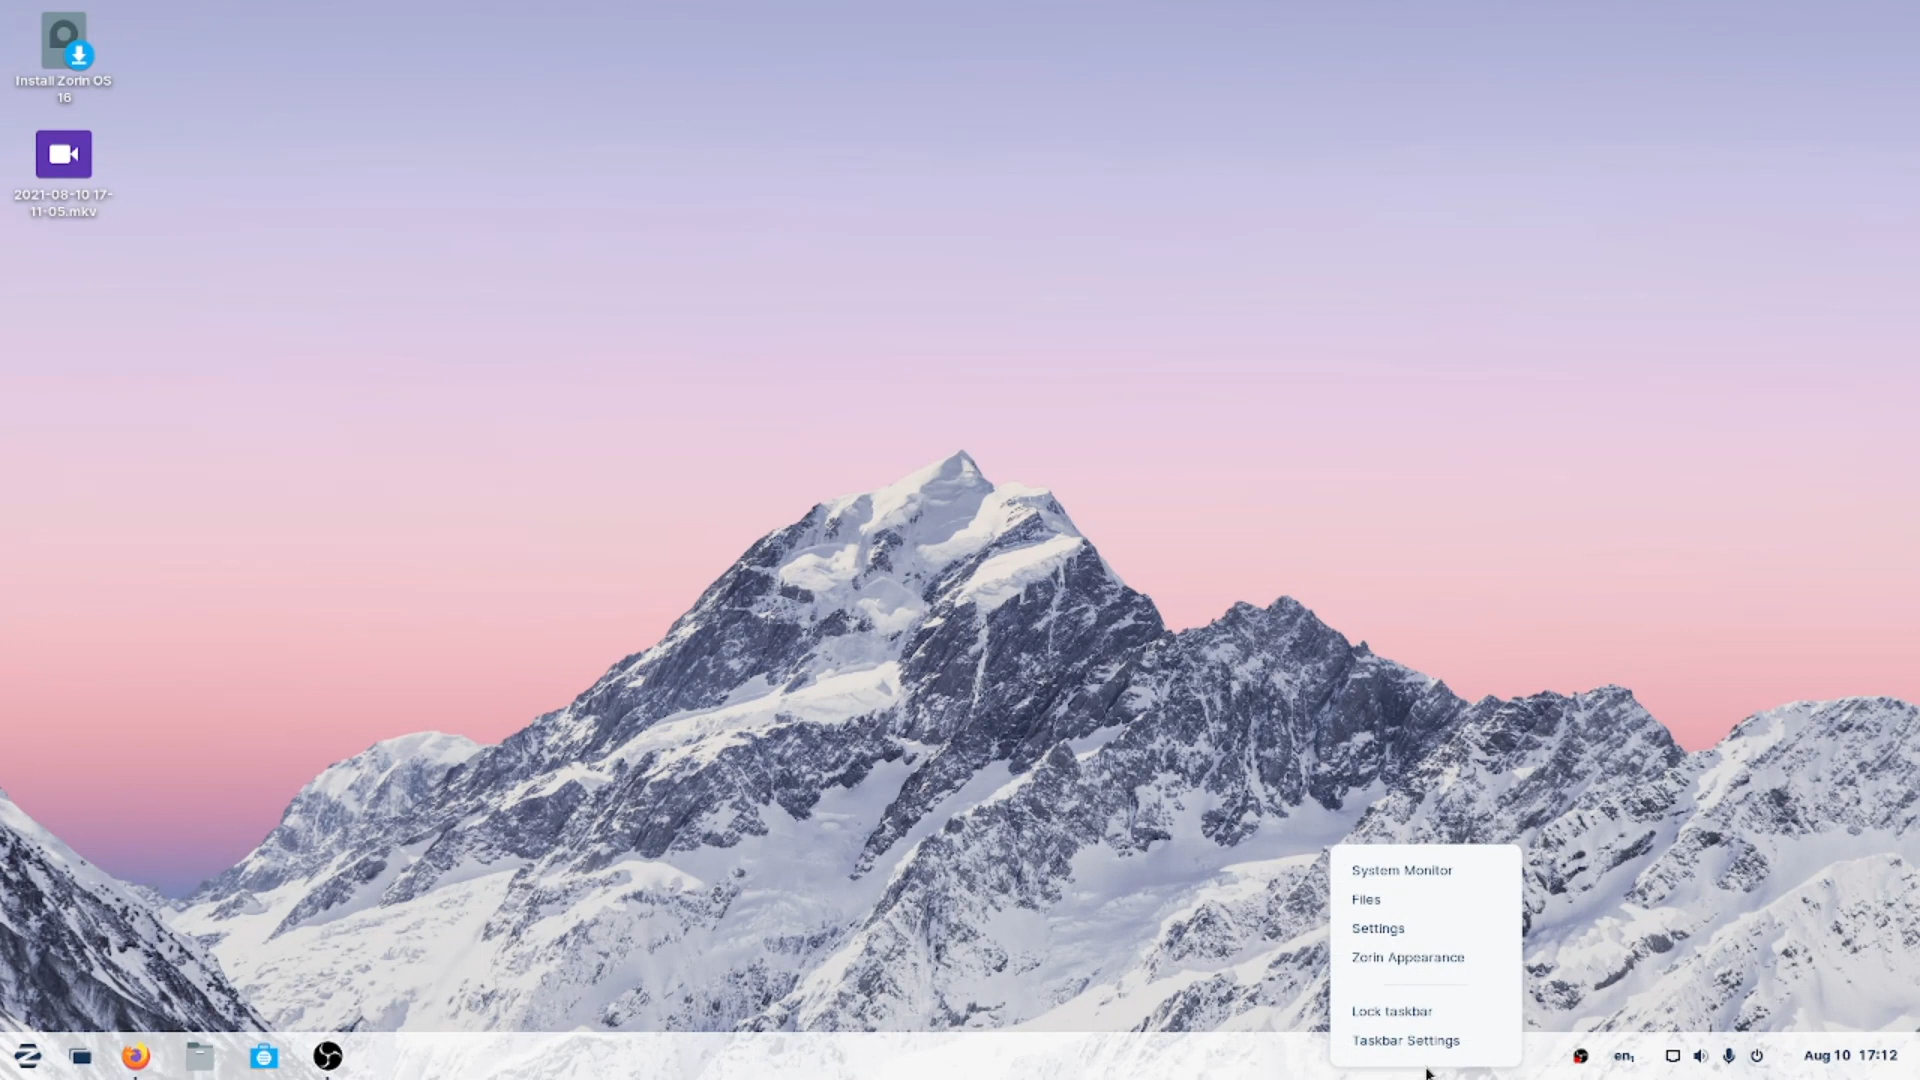 Install Zorin OS
16
2021-08-10 17-
11-05.mkv
System Monitor
Files
Settings
Zorin Appearance
Lock taskbar
Taskbar Settings
en₁
Aug 10 17:12